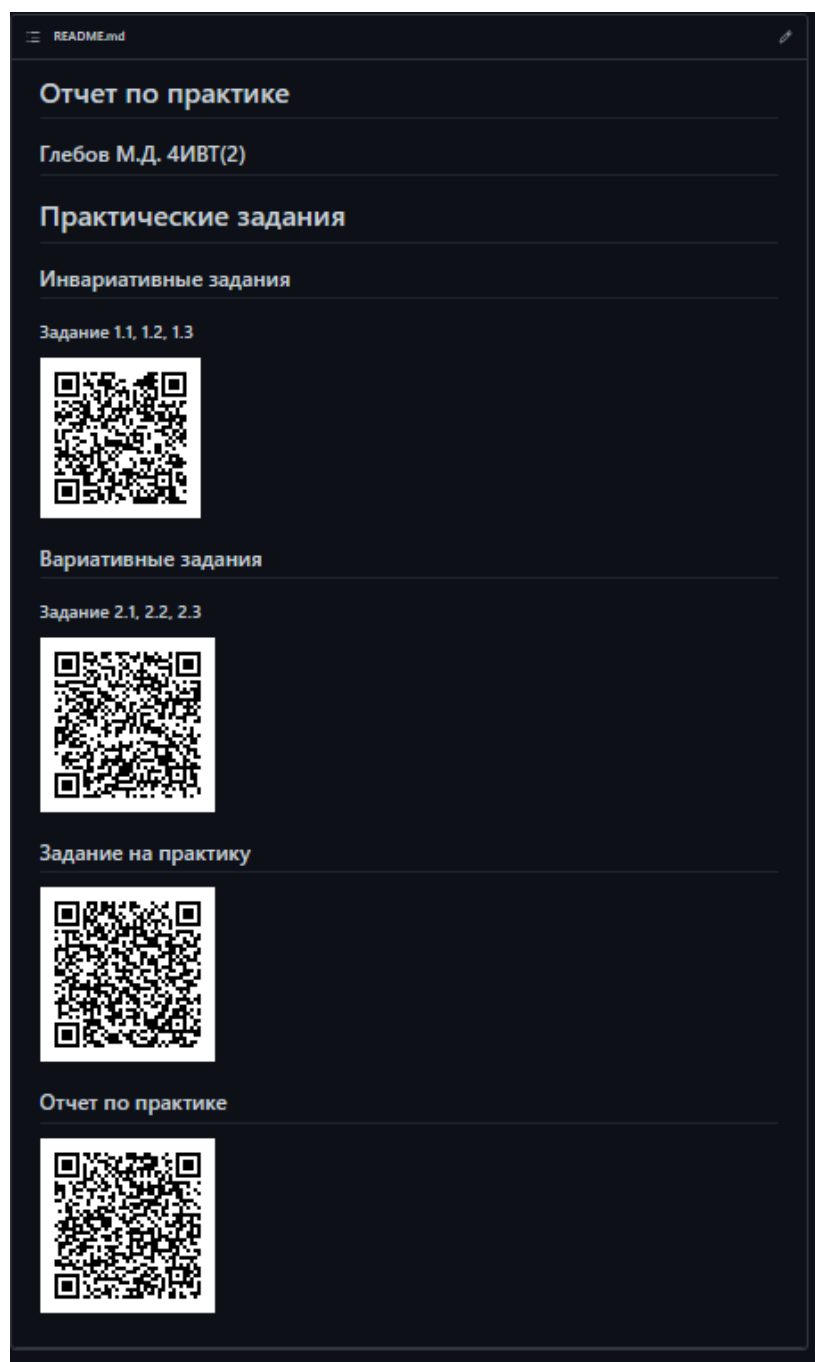 README.md
Отчет по практике
Глебов М.Д. 4ИВТ(2)
Практические задания
Инвариативные задания
Задание 1.1, 1.2, 1.3
Вариативные задания
Задание 2.1, 2.2, 2.3
Задание на практику
Отчет по практике